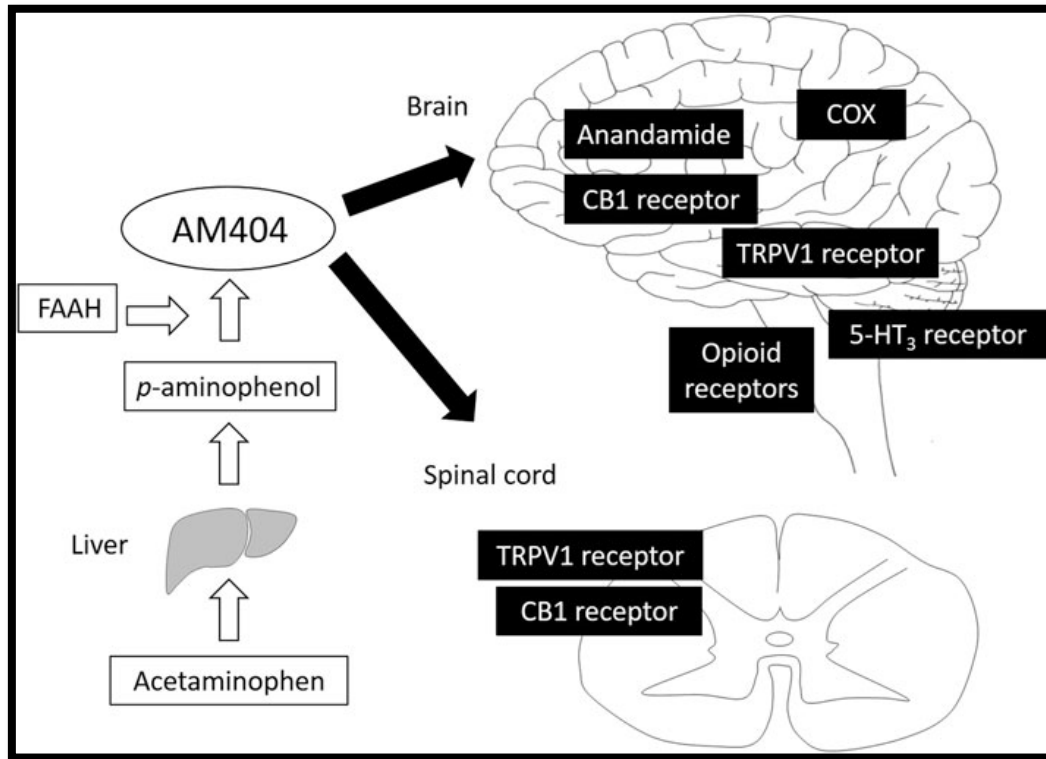 Brain
COX
Anandamide
CB1 receptor
AM404
TRPV1 receptor
FAAH
5-HT₃ receptor
Opioid
receptors
p-aminophenol
Spinal cord
Liver
TRPV1 receptor
CB1 receptor
Acetaminophen